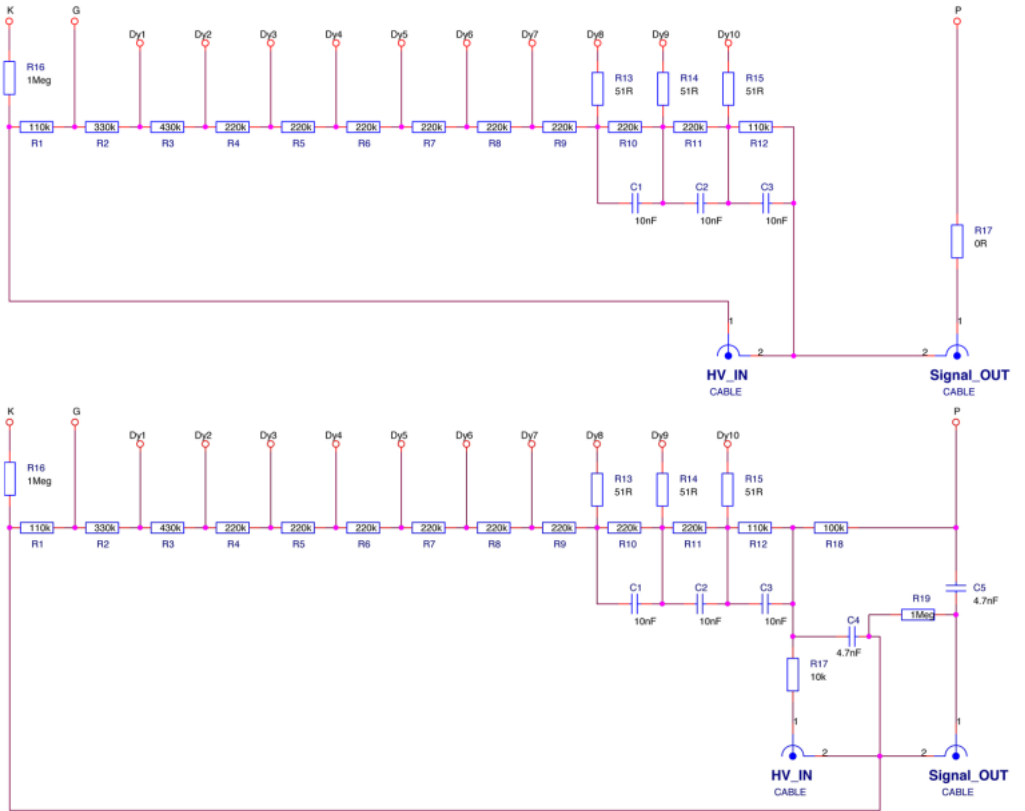 K G P
Dy1 Dy2 Dy3 Dy4 Dy5 Dy6 Dy7 Dy8 Dy9 Dy10
R16 R13 R14 R15
1Meg 51R 51R 51R
110k 330k 430k 220k 220k 220k 220k 220k 220k 220k 220k 110k
R1 R2 R3 R4 R5 R6 R7 R8 R9 R10 R11 R12
C1 C2 C3
10nF 10nF 10nF
R17
0R
1 1
2 2
HV_IN Signal_OUT
CABLE CABLE
K G P
Dy1 Dy2 Dy3 Dy4 Dy5 Dy6 Dy7 Dy8 Dy9 Dy10
R16 R13 R14 R15
1Meg 51R 51R 51R
110k 330k 430k 220k 220k 220k 220k 220k 220k 220k 220k 110k 100k
R1 R2 R3 R4 R5 R6 R7 R8 R9 R10 R11 R12 R18
C1 C2 C3 C5
10nF 10nF 10nF 4.7nF
R19
1Meg
C4
4.7nF
R17
10k
1 1
2 2
HV_IN Signal_OUT
CABLE CABLE